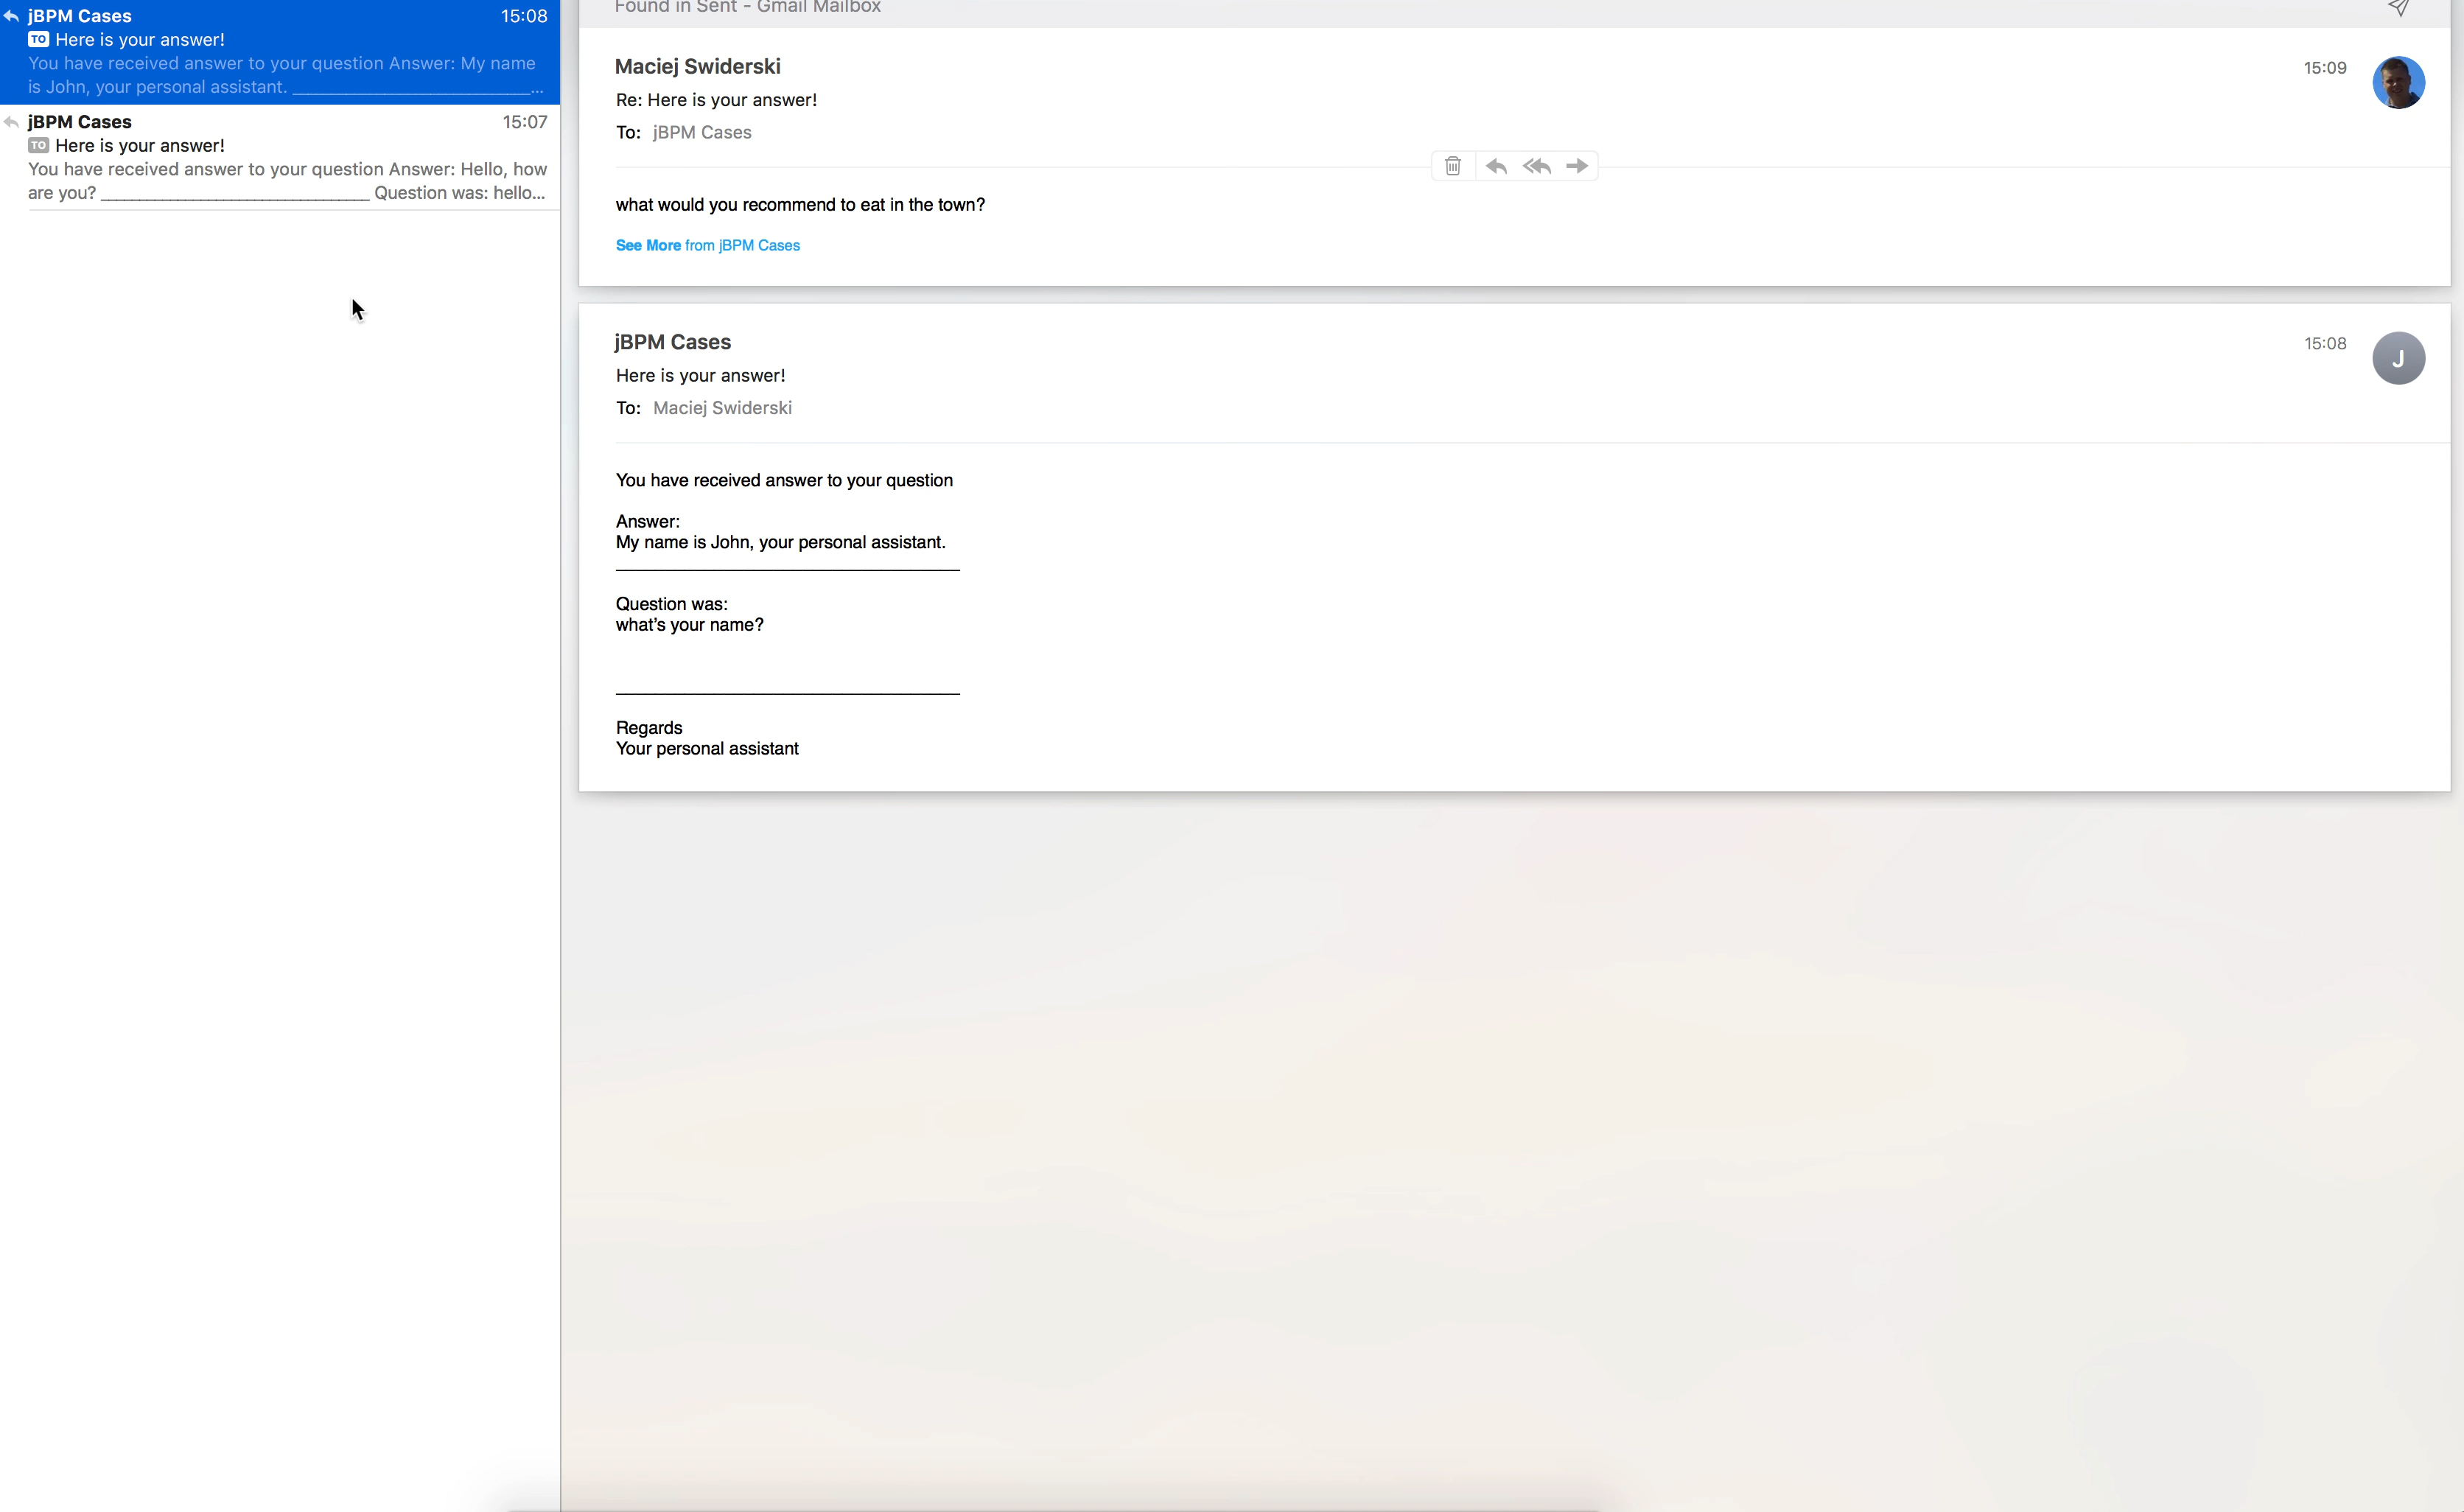 jBPM Cases 15:08
TO Here is your answer!
You have received answer to your question Answer: My name
is John, your personal assistant. ___________________________...
jBPM Cases 15:07
TO Here is your answer!
You have received answer to your question Answer: Hello, how
are you? ______________________________ Question was: hello...
Found in Sent - Gmail Mailbox
Maciej Swiderski 15:09
Re: Here is your answer!
To: jBPM Cases
what would you recommend to eat in the town?
See More from jBPM Cases
jBPM Cases 15:08
J
Here is your answer!
To: Maciej Swiderski
You have received answer to your question
Answer:
My name is John, your personal assistant.
___________________________________
Question was:
what's your name?
___________________________________
Regards
Your personal assistant